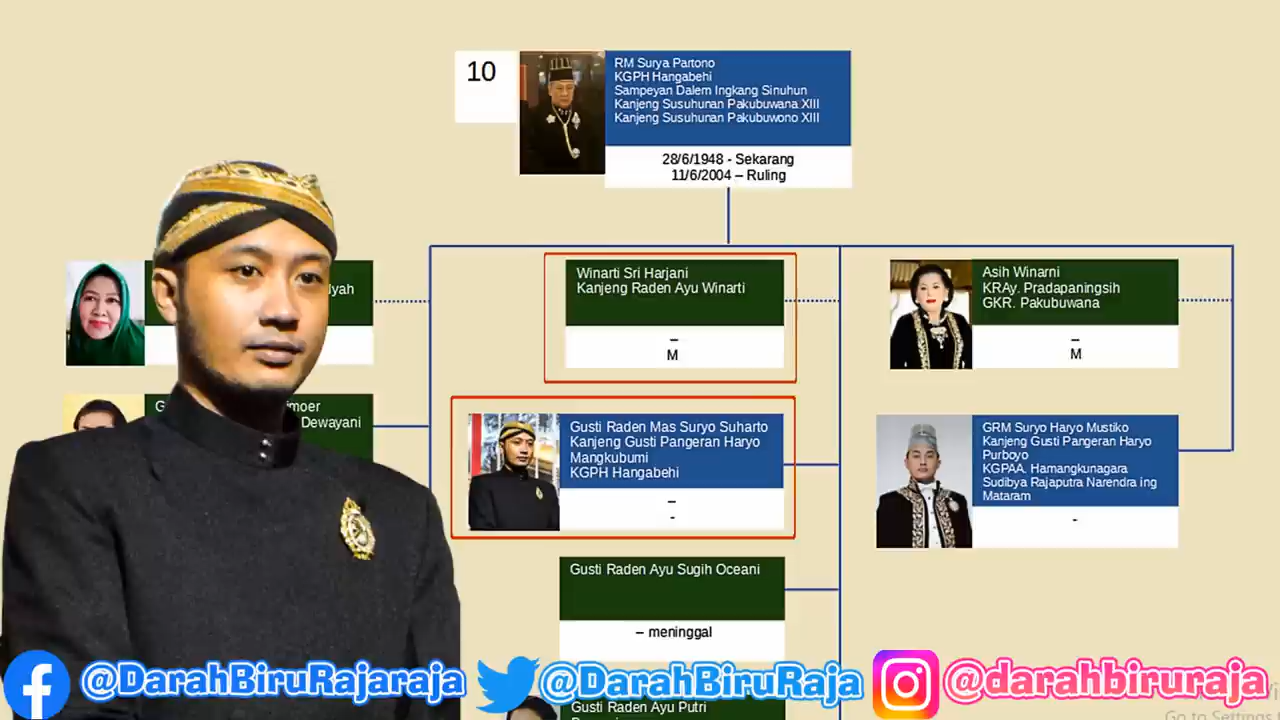 10
RM Surya Partono
KGPH Hangabehi
Sampeyan Dalem Ingkang Sinuhun
Kanjeng Susuhunan Pakubuwana XIII
Kanjeng Susuhunan Pakubuwono XIII
28/6/1948 - Sekarang
11/6/2004 – Ruling
Winarti Sri Harjani
Kanjeng Raden Ayu Winarti
–
M
Asih Winarni
KRAy. Pradapaningsih
GKR. Pakubuwana
–
M
Dewayani
Gusti Raden Mas Suryo Suharto
Kanjeng Gusti Pangeran Haryo
Mangkubumi
KGPH Hangabehi
–
-
GRM Suryo Haryo Mustiko
Kanjeng Gusti Pangeran Haryo
Purboyo
KGPAA. Hamangkunagara
Sudibya Rajaputra Narendra ing
Mataram
-
Gusti Raden Ayu Sugih Oceani
– meninggal
@DarahBiruRajaraja
@DarahBiruRaja
@darahbiruraja
Gusti Raden Ayu Putri
Go to Settings